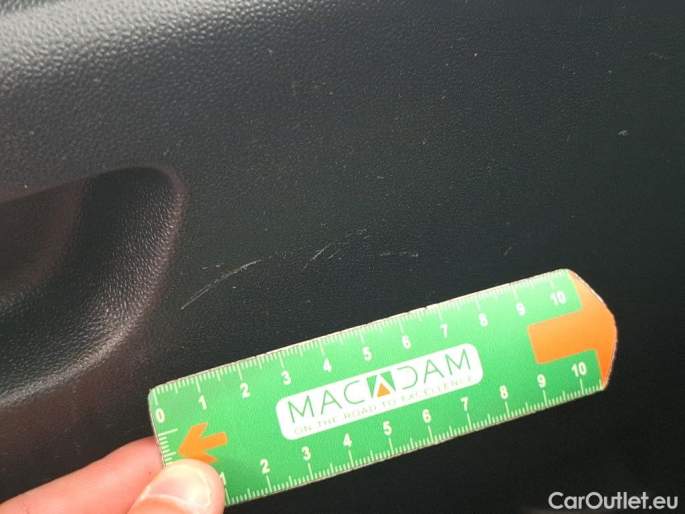 0 1 2 3 4 5 6 7 8 9 10
MACADAM
ON THE ROAD TO EXCELLENCE
1 2 3 4 5 6 7 8 9 10
CarOutlet.eu